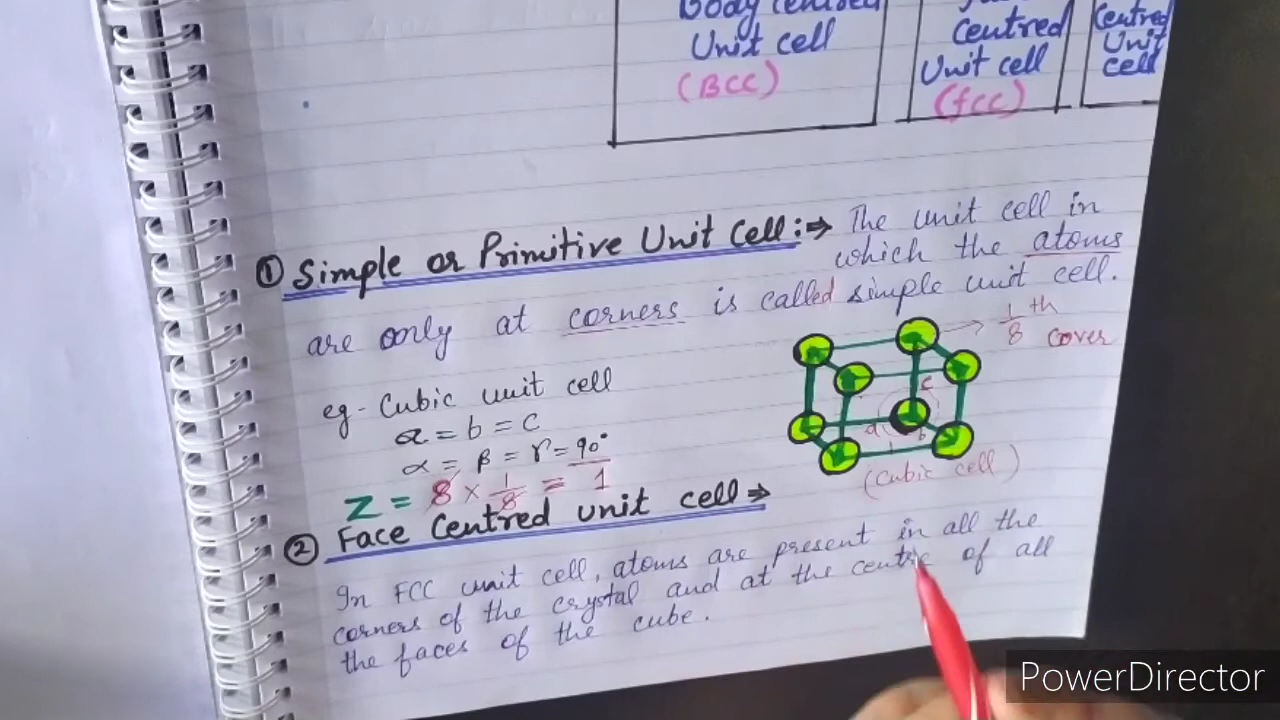 Body Centred
Unit cell
(BCC)
Centred
Unit cell
(fcc)
Centred
Unit
cell
① Simple or Primitive Unit Cell:⇒ The unit cell in
which the atoms
are only at corners is called simple unit cell.
1/8 th
cover
eg - Cubic unit cell
a = b = c
α = β = γ = 90°
Z = 8 × 1/8 = 1
c
a
b
(Cubic cell)
② Face Centred unit cell ⇒
In FCC unit cell, atoms are present in all the
corners of the crystal and at the centre of all
the faces of the cube.
PowerDirector